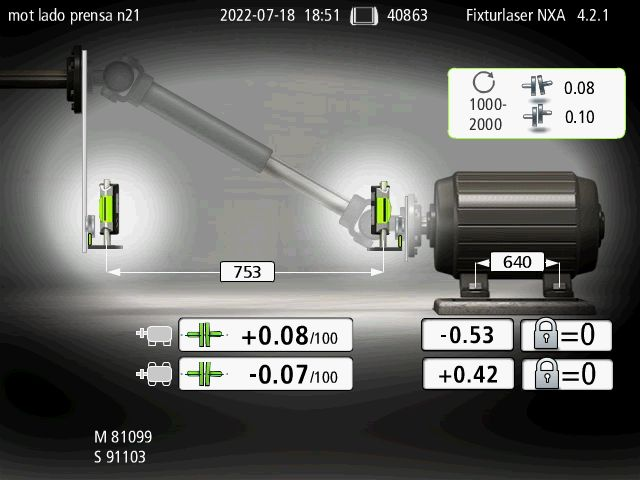 mot lado prensa n21 2022-07-18 18:51 40863 Fixturlaser NXA 4.2.1
0.08
1000-
2000
0.10
753
640
+0.08/100 -0.53 =0
-0.07/100 +0.42 =0
M 81099
S 91103